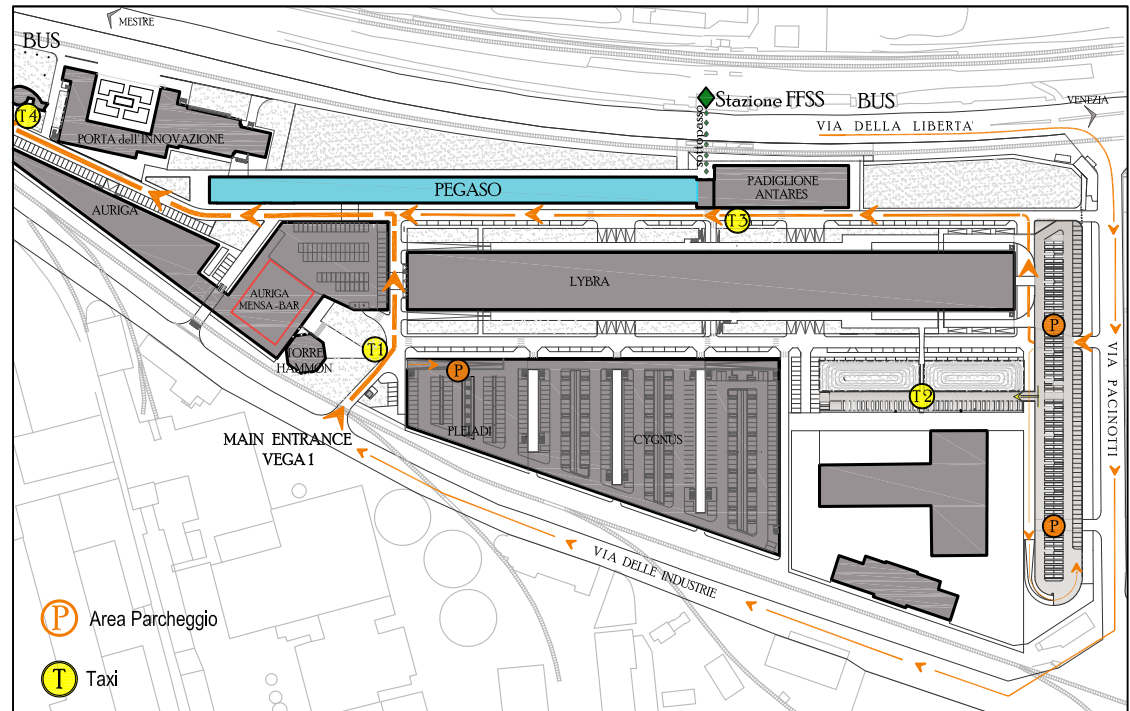 MESTRE
BUS
T4
PORTA dell'INNOVAZIONE
Stazione FFSS
BUS
VENEZIA
VIA DELLA LIBERTA'
sottopasso
PEGASO
PADIGLIONE
ANTARES
AURIGA
T3
LYBRA
AURIGA
MENSA-BAR
T1
TORRE
HAMMON
P
P
T2
VIA PACINOTTI
MAIN ENTRANCE
VEGA 1
PLEIADI
CYGNUS
P
VIA DELLE INDUSTRIE
P Area Parcheggio
T Taxi